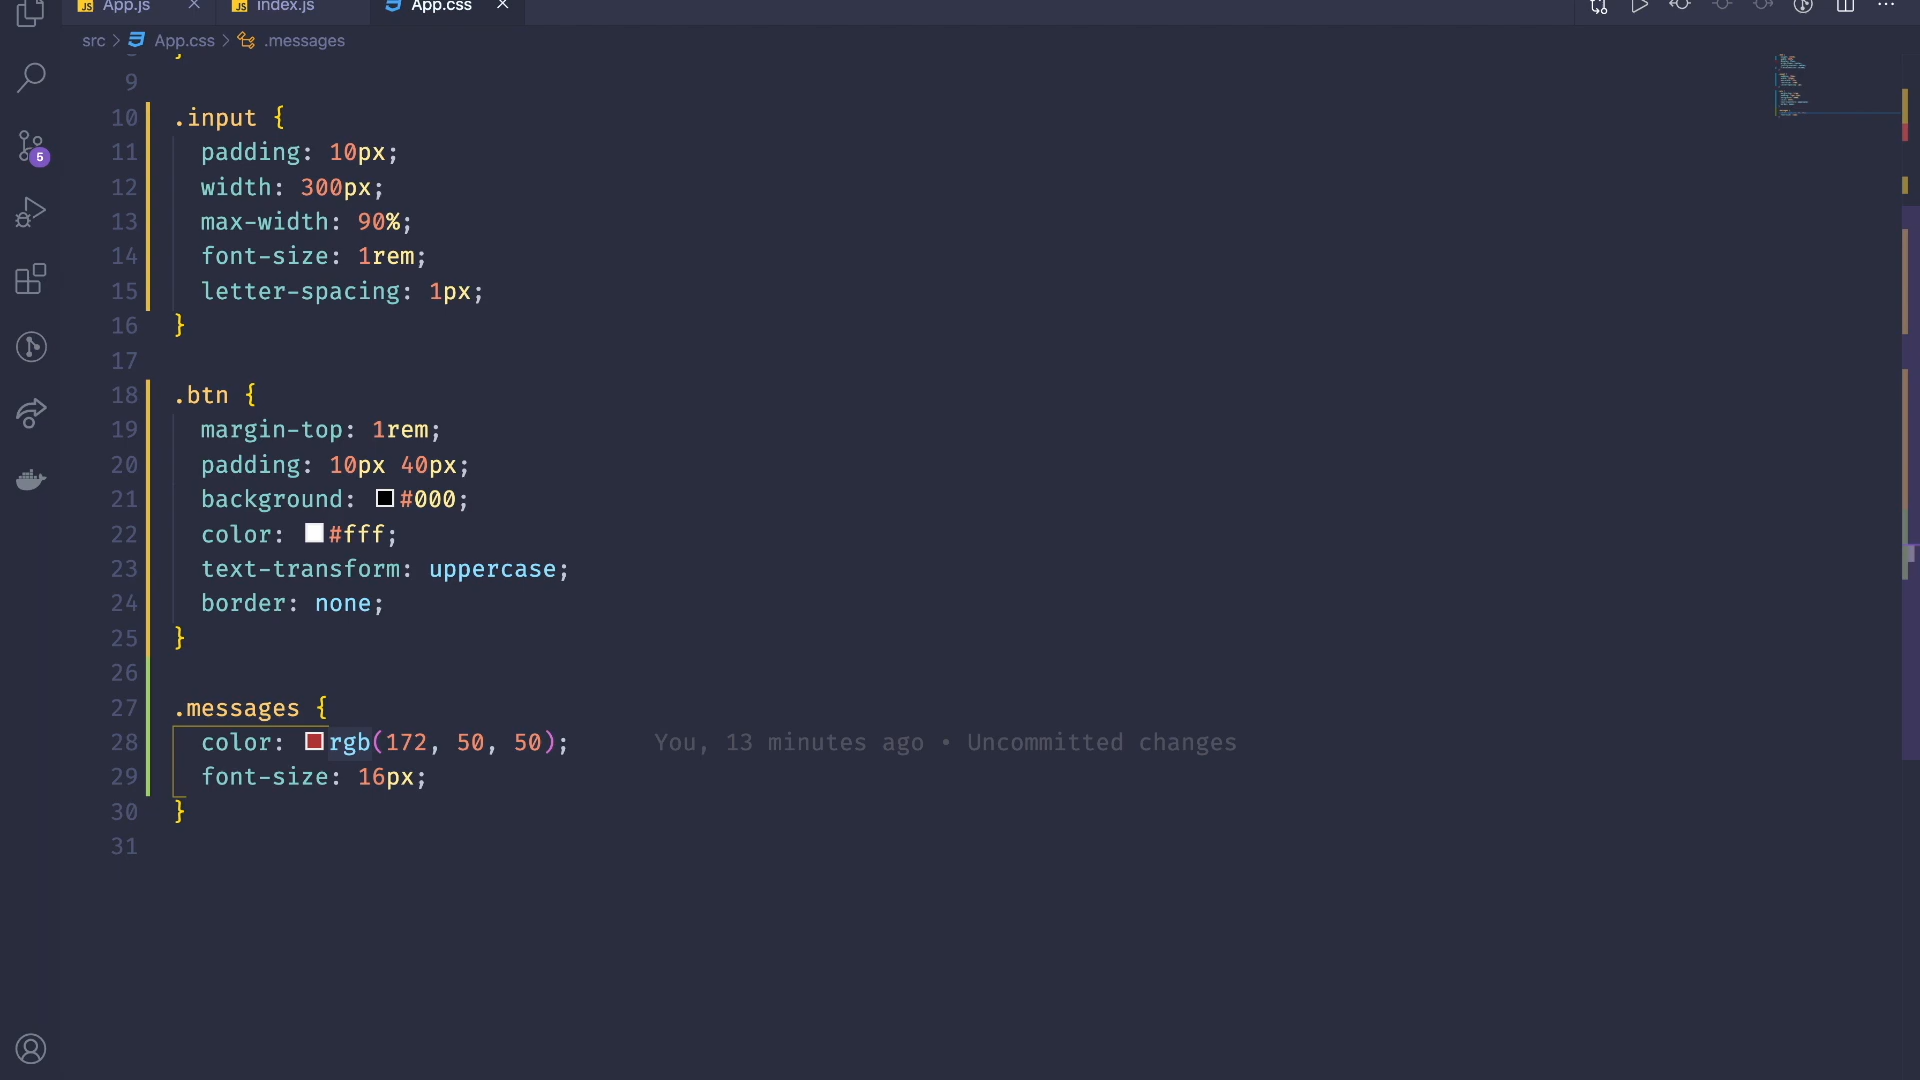 JS App.js
JS index.js
App.css
src > App.css > .messages
}
9
10 .input {
11 padding: 10px;
12 width: 300px;
13 max-width: 90%;
14 font-size: 1rem;
15 letter-spacing: 1px;
16 }
17
18 .btn {
19 margin-top: 1rem;
20 padding: 10px 40px;
21 background: #000;
22 color: #fff;
23 text-transform: uppercase;
24 border: none;
25 }
26
27 .messages {
28 color: rgb(172, 50, 50); You, 13 minutes ago • Uncommitted changes
29 font-size: 16px;
30 }
31
5